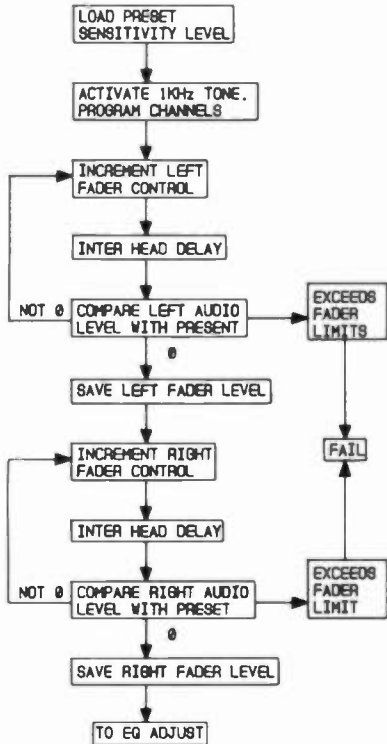 LOAD PRESET
SENSITIVITY LEVEL
ACTIVATE 1KHz TONE.
PROGRAM CHANNELS
INCREMENT LEFT
FADER CONTROL
INTER HEAD DELAY
NOT 0
COMPARE LEFT AUDIO
LEVEL WITH PRESENT
EXCEEDS
FADER
LIMITS
0
SAVE LEFT FADER LEVEL
INCREMENT RIGHT
FADER CONTROL
FAIL
INTER HEAD DELAY
NOT 0
COMPARE RIGHT AUDIO
LEVEL WITH PRESET
EXCEEDS
FADER
LIMIT
0
SAVE RIGHT FADER LEVEL
TO EQ ADJUST